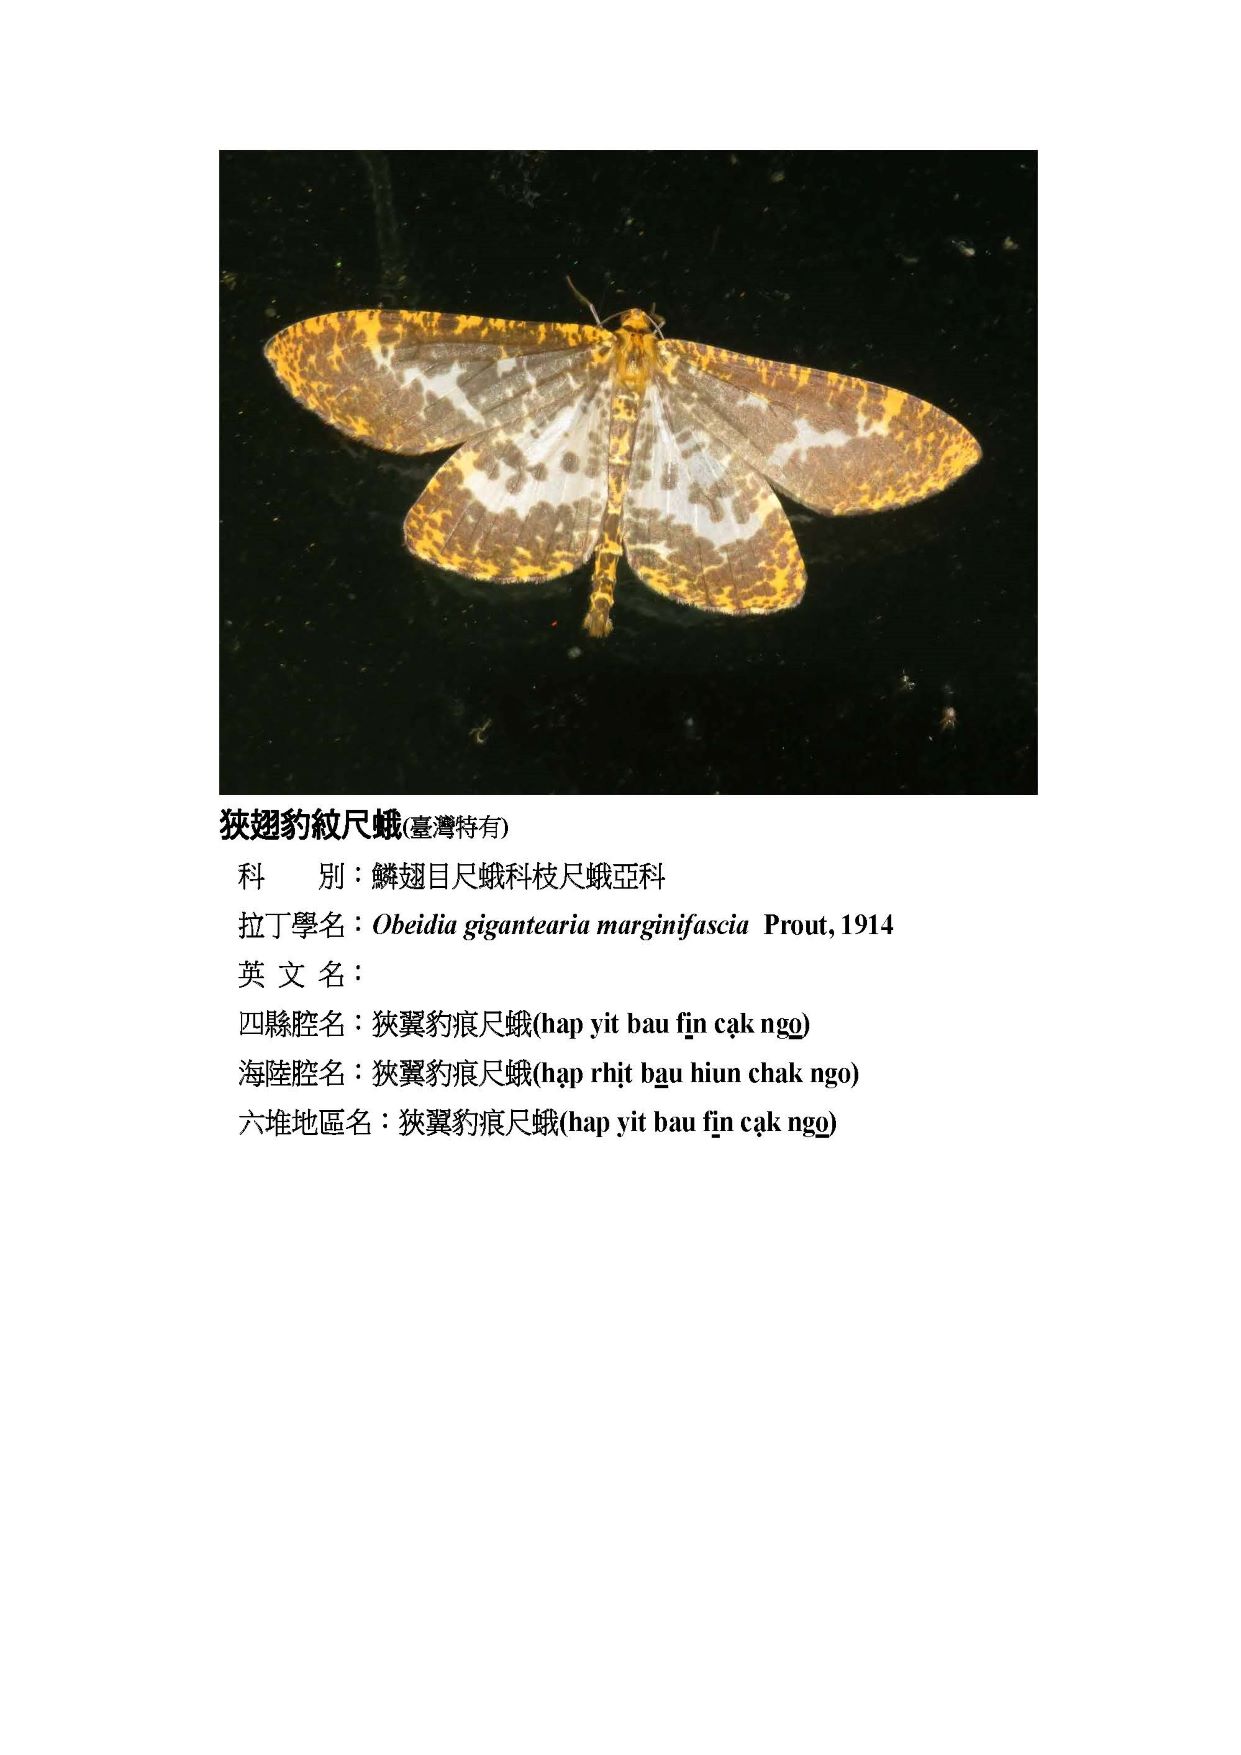 狹翅豹紋尺蛾(臺灣特有)
科　　別：鱗翅目尺蛾科枝尺蛾亞科
拉丁學名：Obeidia gigantearia marginifascia Prout, 1914
英 文 名：
四縣腔名：狹翼豹痕尺蛾(hap yit bau fi̲n cạk ngo̲)
海陸腔名：狹翼豹痕尺蛾(hạp rhịt ba̲u hiun chak ngo)
六堆地區名：狹翼豹痕尺蛾(hap yit bau fi̲n cạk ngo̲)